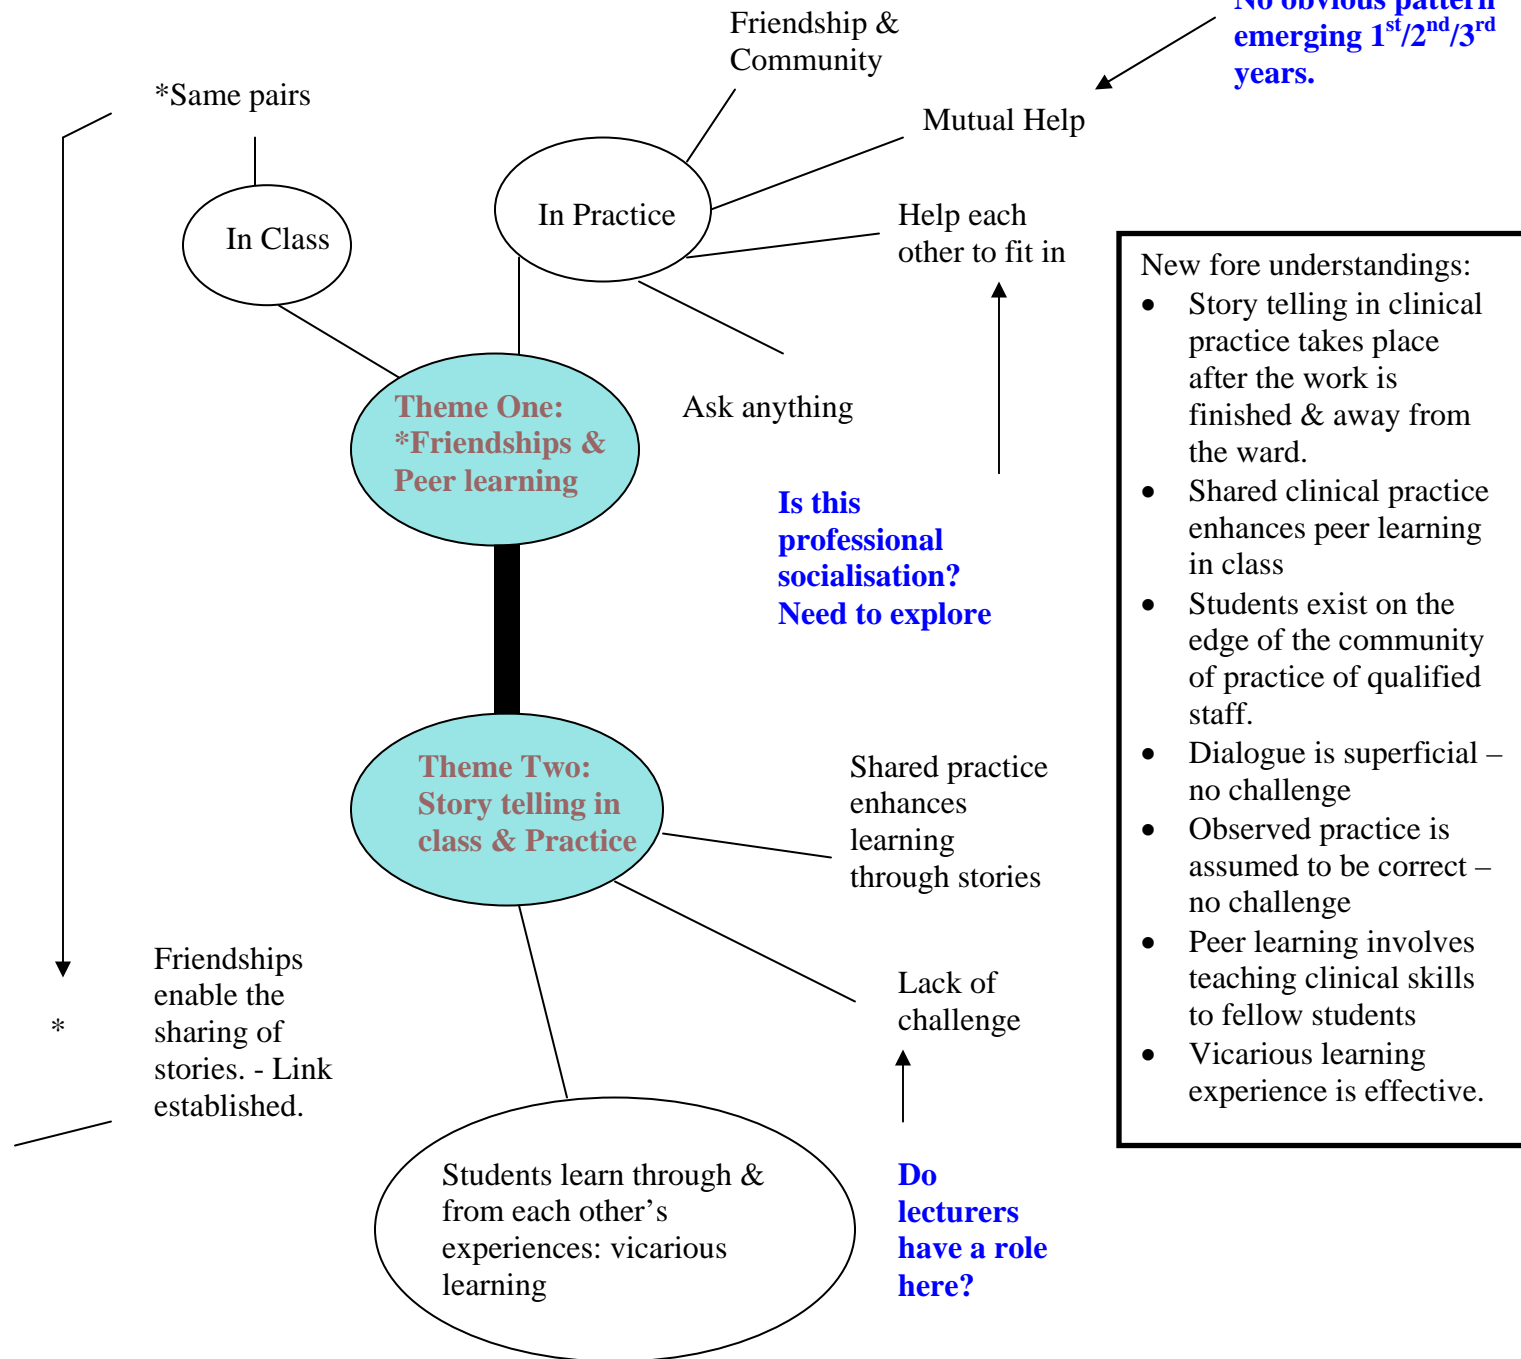 No obvious pattern
emerging 1st/2nd/3rd
years.
Friendship &
Community
*Same pairs
Mutual Help
In Class
In Practice
Help each
other to fit in
Theme One:
*Friendships &
Peer learning
Ask anything
Is this
professional
socialisation?
Need to explore
Theme Two:
Story telling in
class & Practice
Shared practice
enhances
learning
through stories
*
Friendships
enable the
sharing of
stories. - Link
established.
Lack of
challenge
Students learn through &
from each other’s
experiences: vicarious
learning
Do
lecturers
have a role
here?
New fore understandings:
• Story telling in clinical
practice takes place
after the work is
finished & away from
the ward.
• Shared clinical practice
enhances peer learning
in class
• Students exist on the
edge of the community
of practice of qualified
staff.
• Dialogue is superficial –
no challenge
• Observed practice is
assumed to be correct –
no challenge
• Peer learning involves
teaching clinical skills
to fellow students
• Vicarious learning
experience is effective.